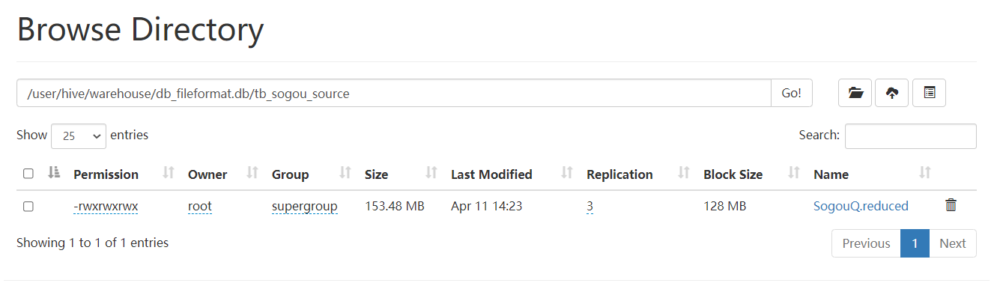 Browse Directory
/user/hive/warehouse/db_fileformat.db/tb_sogou_source Go!
Show 25 entries Search:
Permission Owner Group Size Last Modified Replication Block Size Name
-rwxrwxrwx root supergroup 153.48 MB Apr 11 14:23 3 128 MB SogouQ.reduced
Showing 1 to 1 of 1 entries Previous 1 Next